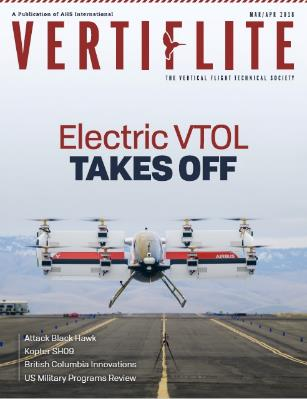 A Publication of AHS International
MAR/APR 2018
VERTIFLITE
THE VERTICAL FLIGHT TECHNICAL SOCIETY
Electric VTOL
TAKES OFF
AIRBUS
Attack Black Hawk
Kopter SH09
British Columbia Innovations
US Military Programs Review